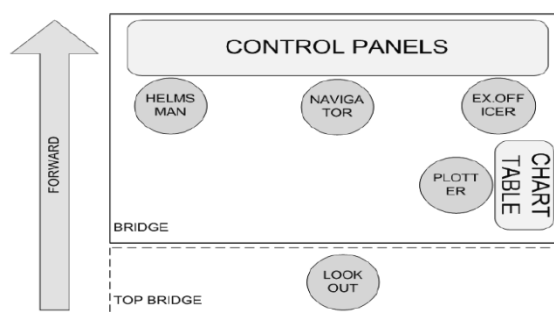 CONTROL PANELS
HELMS
MAN
NAVIGA
TOR
EX.OFF
ICER
FORWARD
PLOTT
ER
CHART
TABLE
BRIDGE
LOOK
OUT
TOP BRIDGE